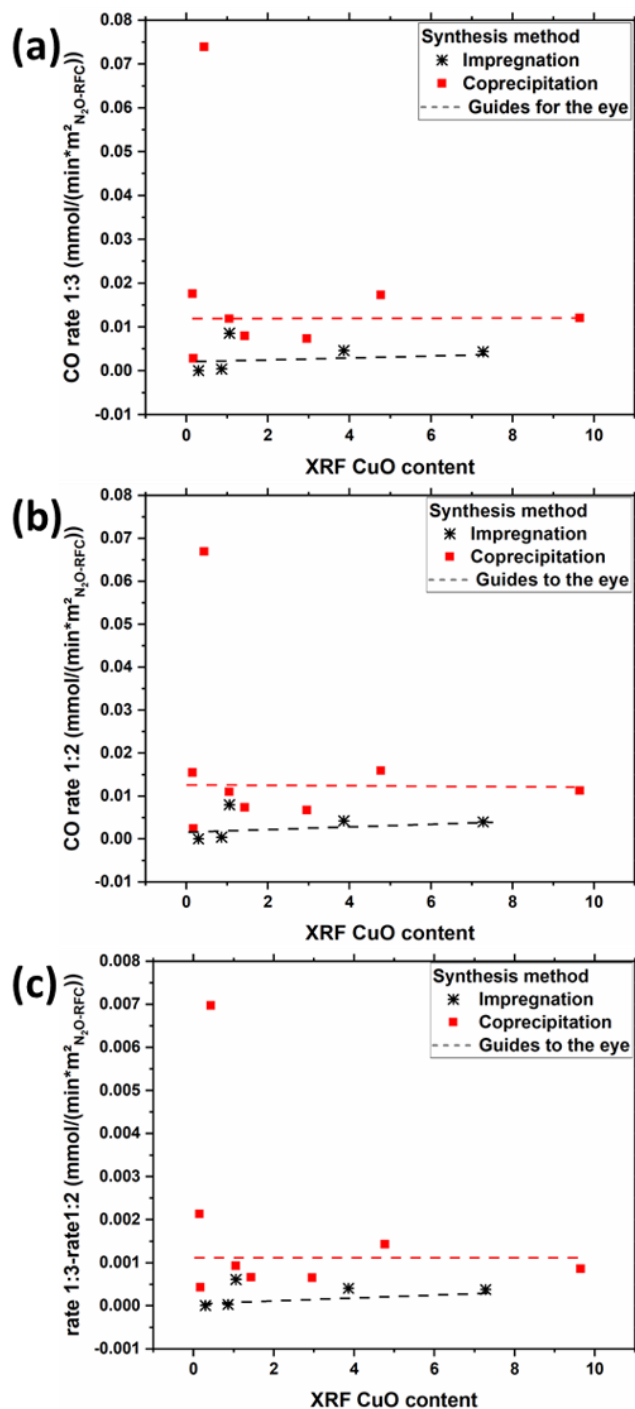 (a)
0.08
0.07
0.06
0.05
0.04
0.03
0.02
0.01
0.00
-0.01
CO rate 1:3 (mmol/(min*m²N₂O-RFC))
Synthesis method
Impregnation
Coprecipitation
Guides for the eye
0 2 4 6 8 10
XRF CuO content
(b)
0.08
0.07
0.06
0.05
0.04
0.03
0.02
0.01
0.00
-0.01
CO rate 1:2 (mmol/(min*m²N₂O-RFC))
Synthesis method
Impregnation
Coprecipitation
Guides to the eye
0 2 4 6 8 10
XRF CuO content
(c)
0.008
0.007
0.006
0.005
0.004
0.003
0.002
0.001
0.000
-0.001
rate 1:3-rate1:2 (mmol/(min*m²N₂O-RFC))
Synthesis method
Impregnation
Coprecipitation
Guides to the eye
0 2 4 6 8 10
XRF CuO content